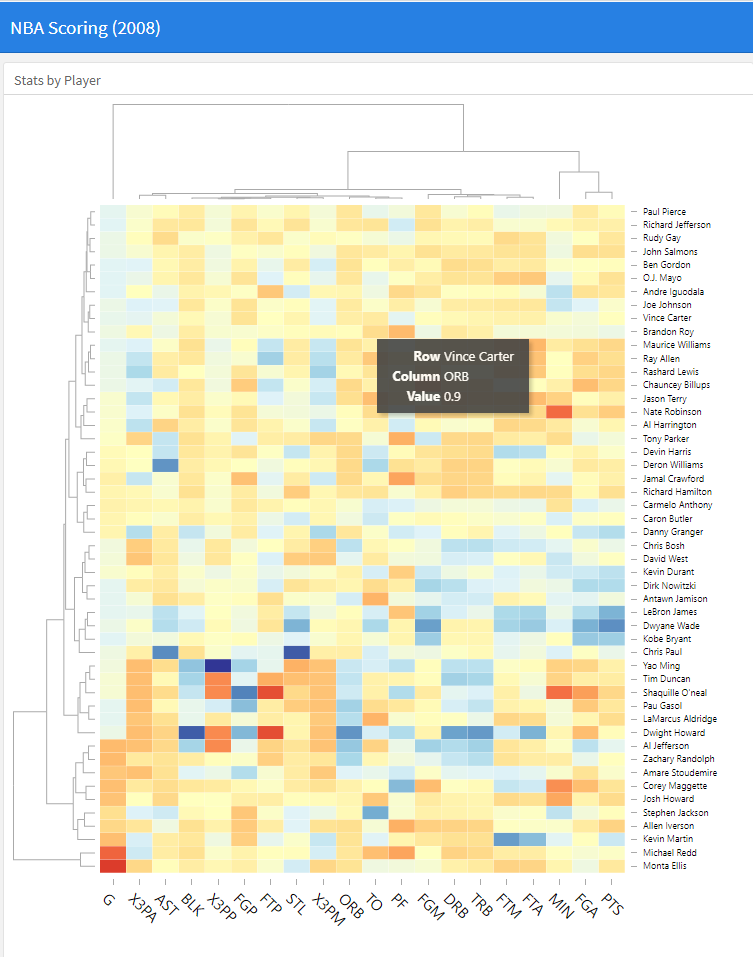 NBA Scoring (2008)
Stats by Player
Paul Pierce
Richard Jefferson
Rudy Gay
John Salmons
Ben Gordon
O.J. Mayo
Andre Iguodala
Joe Johnson
Vince Carter
Brandon Roy
Maurice Williams
Ray Allen
Rashard Lewis
Chauncey Billups
Jason Terry
Nate Robinson
Al Harrington
Tony Parker
Devin Harris
Deron Williams
Jamal Crawford
Richard Hamilton
Carmelo Anthony
Caron Butler
Danny Granger
Chris Bosh
David West
Kevin Durant
Dirk Nowitzki
Antawn Jamison
LeBron James
Dwyane Wade
Kobe Bryant
Chris Paul
Yao Ming
Tim Duncan
Shaquille O'neal
Pau Gasol
LaMarcus Aldridge
Dwight Howard
Al Jefferson
Zachary Randolph
Amare Stoudemire
Corey Maggette
Josh Howard
Stephen Jackson
Allen Iverson
Kevin Martin
Michael Redd
Monta Ellis
Row Vince Carter
Column ORB
Value 0.9
G X3PA AST BLK X3PP FGP FTP STL X3PM ORB TO PF FGM DRB TRB FTM FTA MIN FGA PTS